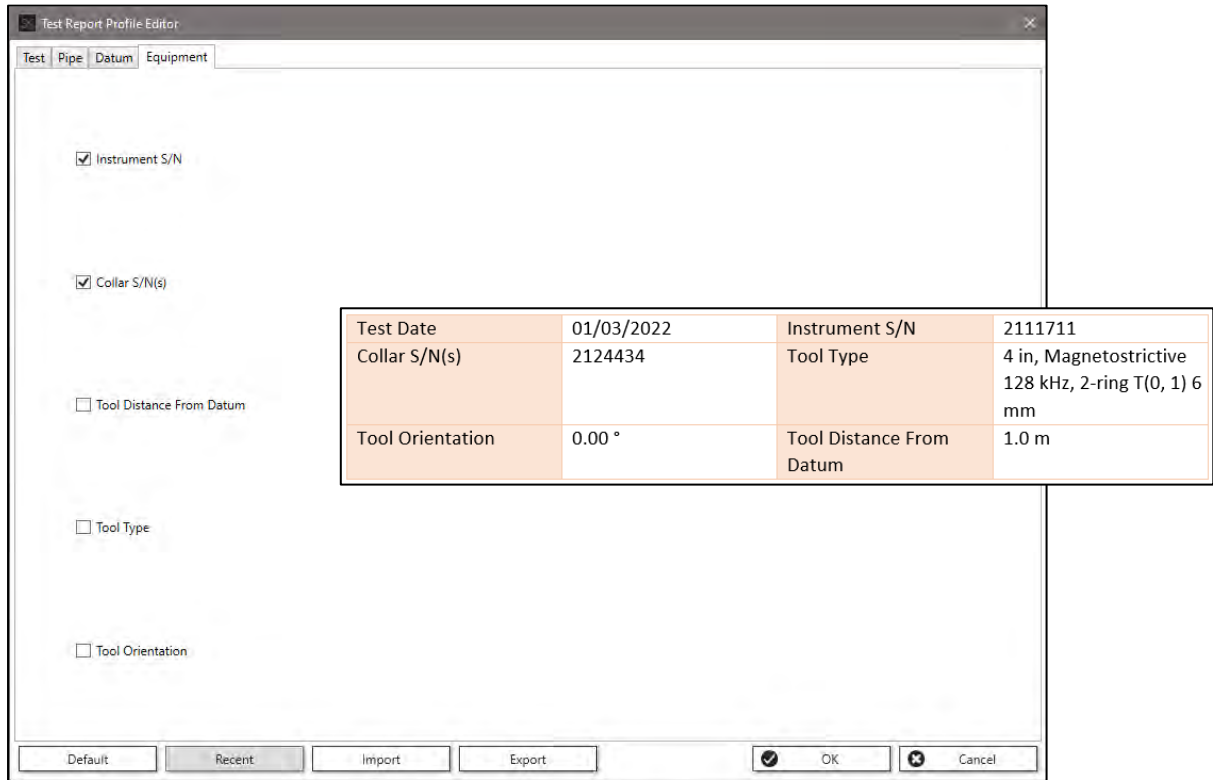 Test Report Profile Editor
Test Pipe Datum Equipment
Instrument S/N
Collar S/N(s)
Test Date 01/03/2022 Instrument S/N 2111711
Collar S/N(s) 2124434 Tool Type 4 in, Magnetostrictive
128 kHz, 2-ring T(0, 1) 6
mm
Tool Orientation 0.00 ° Tool Distance From
Datum 1.0 m
Tool Distance From Datum
Tool Type
Tool Orientation
Default Recent Import Export OK Cancel